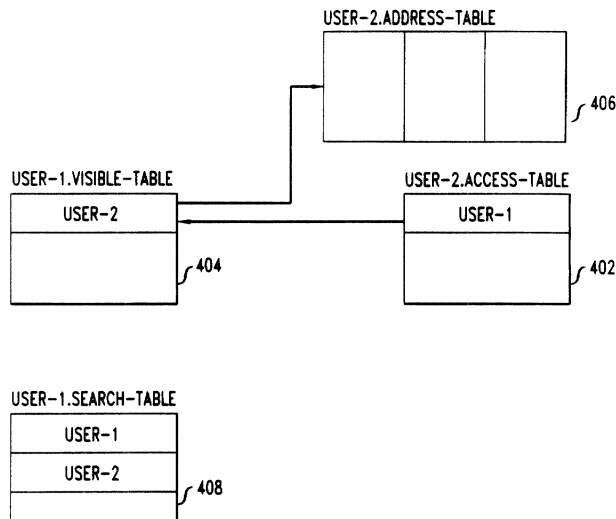 USER-2.ADDRESS-TABLE
406
USER-1.VISIBLE-TABLE
USER-2
404
USER-2.ACCESS-TABLE
USER-1
402
USER-1.SEARCH-TABLE
USER-1
USER-2
408